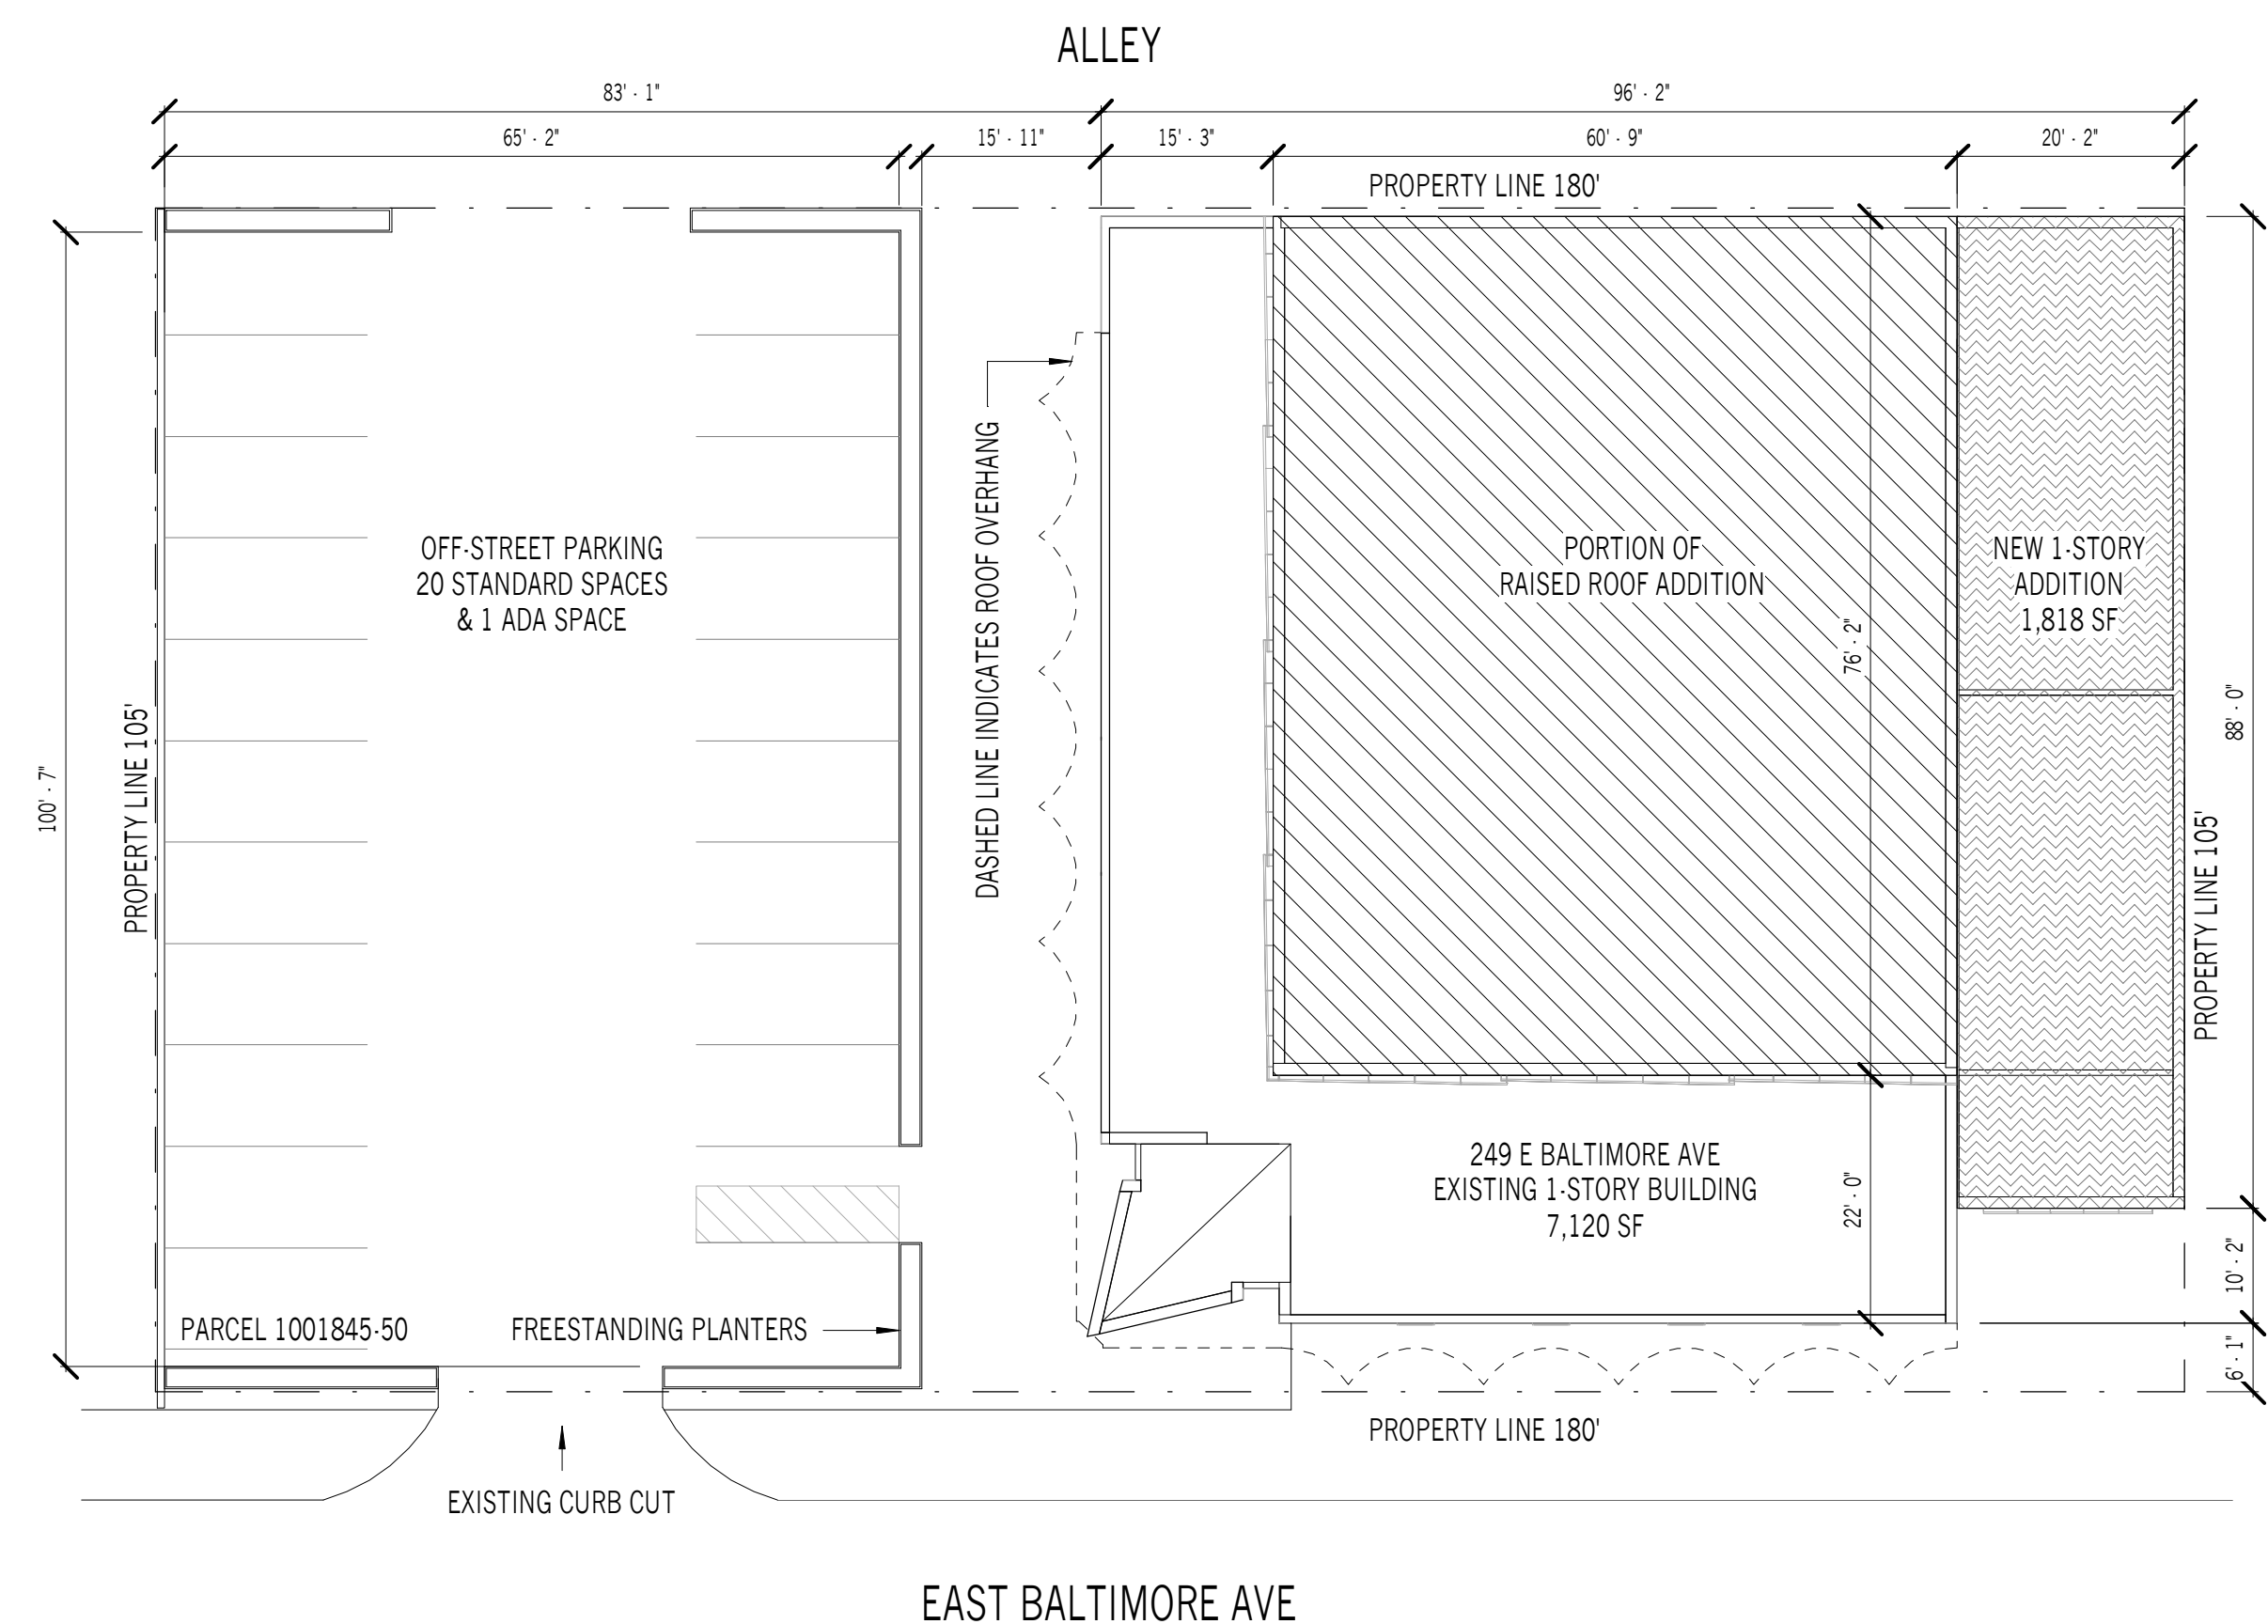 ALLEY
83' - 1"
96' - 2"
65' - 2"
15' - 11"
15' - 3"
60' - 9"
20' - 2"
PROPERTY LINE 180'
OFF-STREET PARKING
20 STANDARD SPACES
& 1 ADA SPACE
DASHED LINE INDICATES ROOF OVERHANG
PORTION OF
RAISED ROOF ADDITION
NEW 1-STORY
ADDITION
1,818 SF
76' - 2"
88' - 0"
PROPERTY LINE 105'
100' - 7"
PROPERTY LINE 105'
249 E BALTIMORE AVE
EXISTING 1-STORY BUILDING
7,120 SF
22' - 0"
10' - 2"
6' - 1"
PARCEL 1001845-50
FREESTANDING PLANTERS
PROPERTY LINE 180'
EXISTING CURB CUT
EAST BALTIMORE AVE